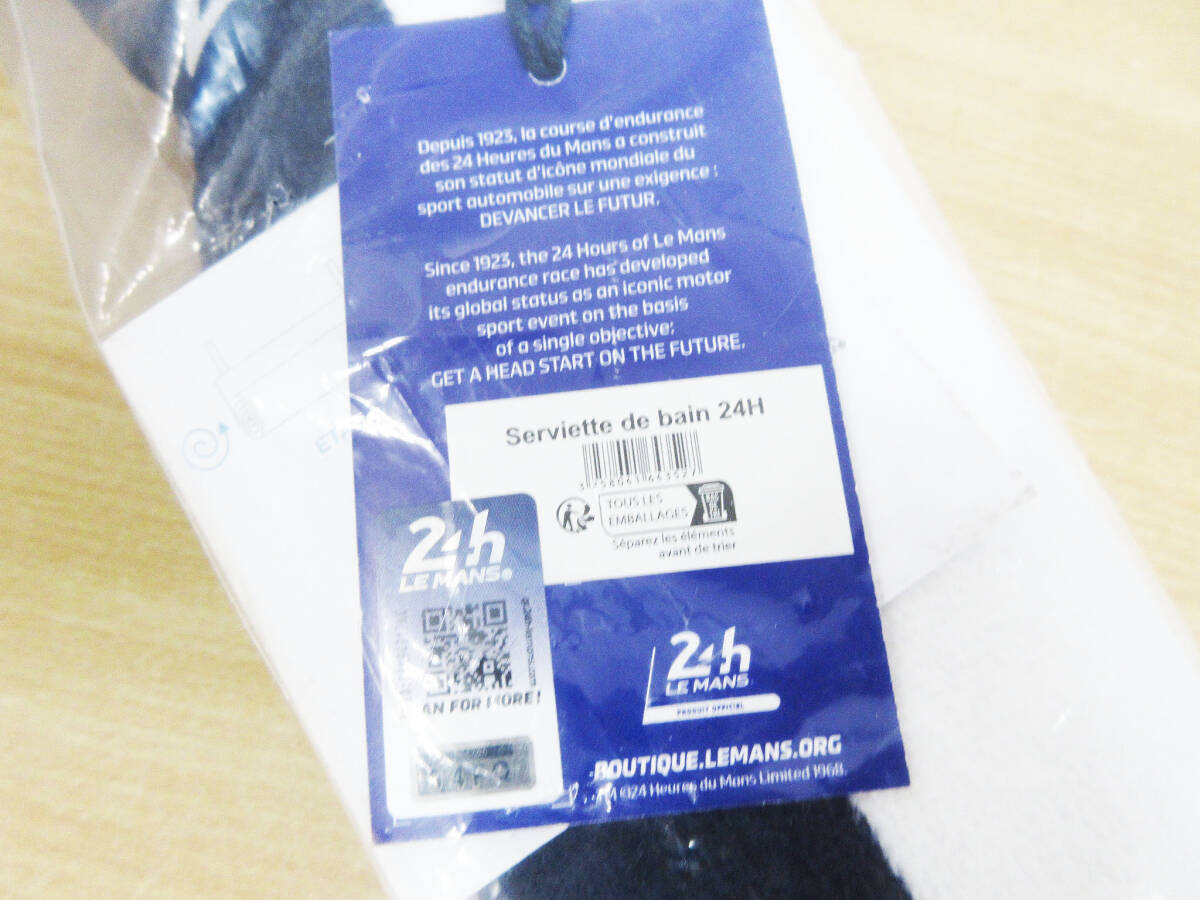 Depuis 1923, la course d'endurance
des 24 Heures du Mans a construit
son statut d'icône mondiale du
sport automobile sur une exigence :
DEVANCER LE FUTUR.
Since 1923, the 24 Hours of Le Mans
endurance race has developed
its global status as an iconic motor
sport event on the basis
of a single objective:
GET A HEAD START ON THE FUTURE.
Serviette de bain 24H
TOUS LES
EMBALLAGES
Séparez les éléments
avant de trier
24h
LE MANS®
AN FOR MORE!
24h
LE MANS
PRODUIT OFFICIEL
BOUTIQUE.LEMANS.ORG
24 Heures du Mans Limited 1968.